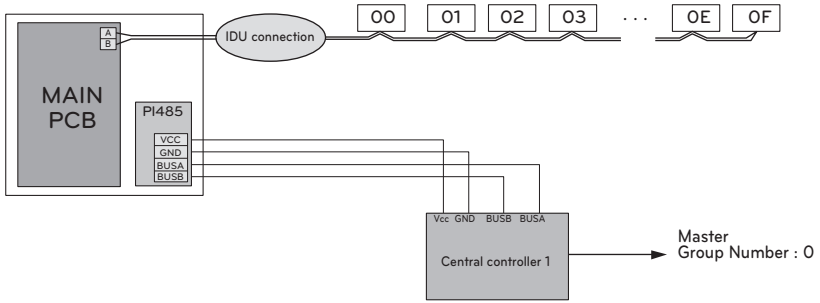 00 01 02 03 ... 0E 0F
A
B
IDU connection
MAIN
PCB
PI485
VCC
GND
BUSA
BUSB
Vcc GND BUSB BUSA
Central controller 1
Master
Group Number : 0